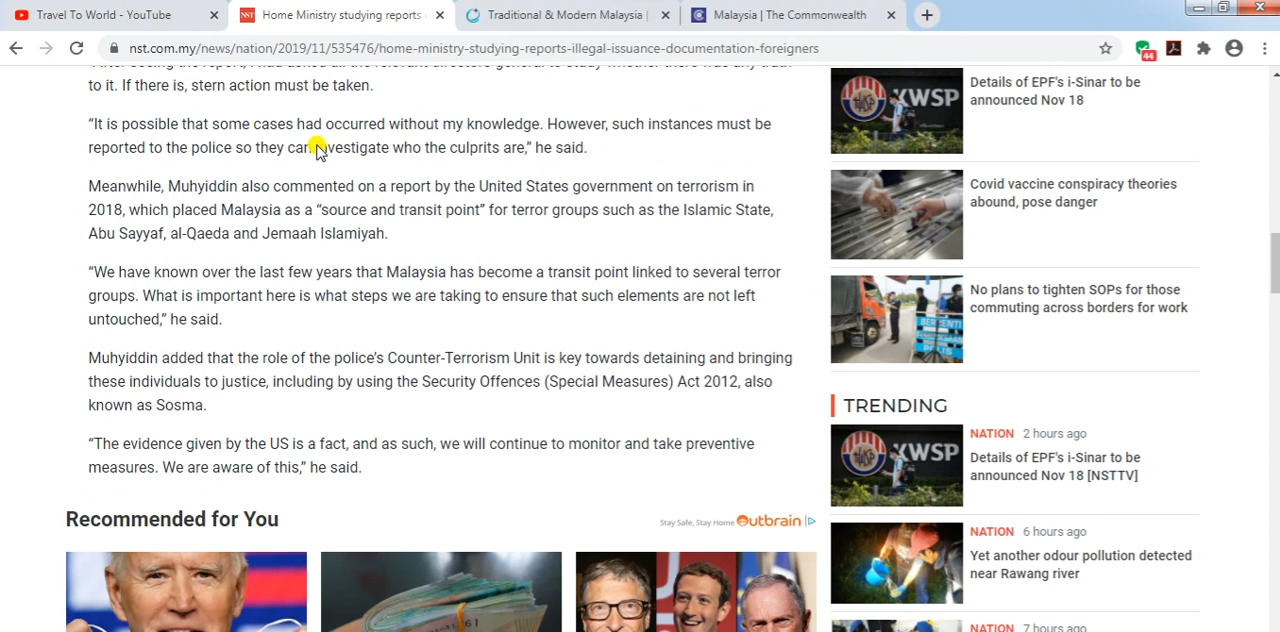 Travel To World - YouTube
Home Ministry studying reports
Traditional & Modern Malaysia |
Malaysia | The Commonwealth
nst.com.my/news/nation/2019/11/535476/home-ministry-studying-reports-illegal-issuance-documentation-foreigners
44
to it. If there is, stern action must be taken.
“It is possible that some cases had occurred without my knowledge. However, such instances must be
reported to the police so they can investigate who the culprits are,” he said.
Meanwhile, Muhyiddin also commented on a report by the United States government on terrorism in
2018, which placed Malaysia as a “source and transit point” for terror groups such as the Islamic State,
Abu Sayyaf, al-Qaeda and Jemaah Islamiyah.
“We have known over the last few years that Malaysia has become a transit point linked to several terror
groups. What is important here is what steps we are taking to ensure that such elements are not left
untouched,” he said.
Muhyiddin added that the role of the police’s Counter-Terrorism Unit is key towards detaining and bringing
these individuals to justice, including by using the Security Offences (Special Measures) Act 2012, also
known as Sosma.
“The evidence given by the US is a fact, and as such, we will continue to monitor and take preventive
measures. We are aware of this,” he said.
Recommended for You
Stay Safe, Stay Home Outbrain
KWSP
Details of EPF's i-Sinar to be
announced Nov 18
Covid vaccine conspiracy theories
abound, pose danger
BERHENTI
No plans to tighten SOPs for those
commuting across borders for work
TRENDING
KWSP
NATION 2 hours ago
Details of EPF's i-Sinar to be
announced Nov 18 [NSTTV]
NATION 6 hours ago
Yet another odour pollution detected
near Rawang river
NATION 7 hours ago